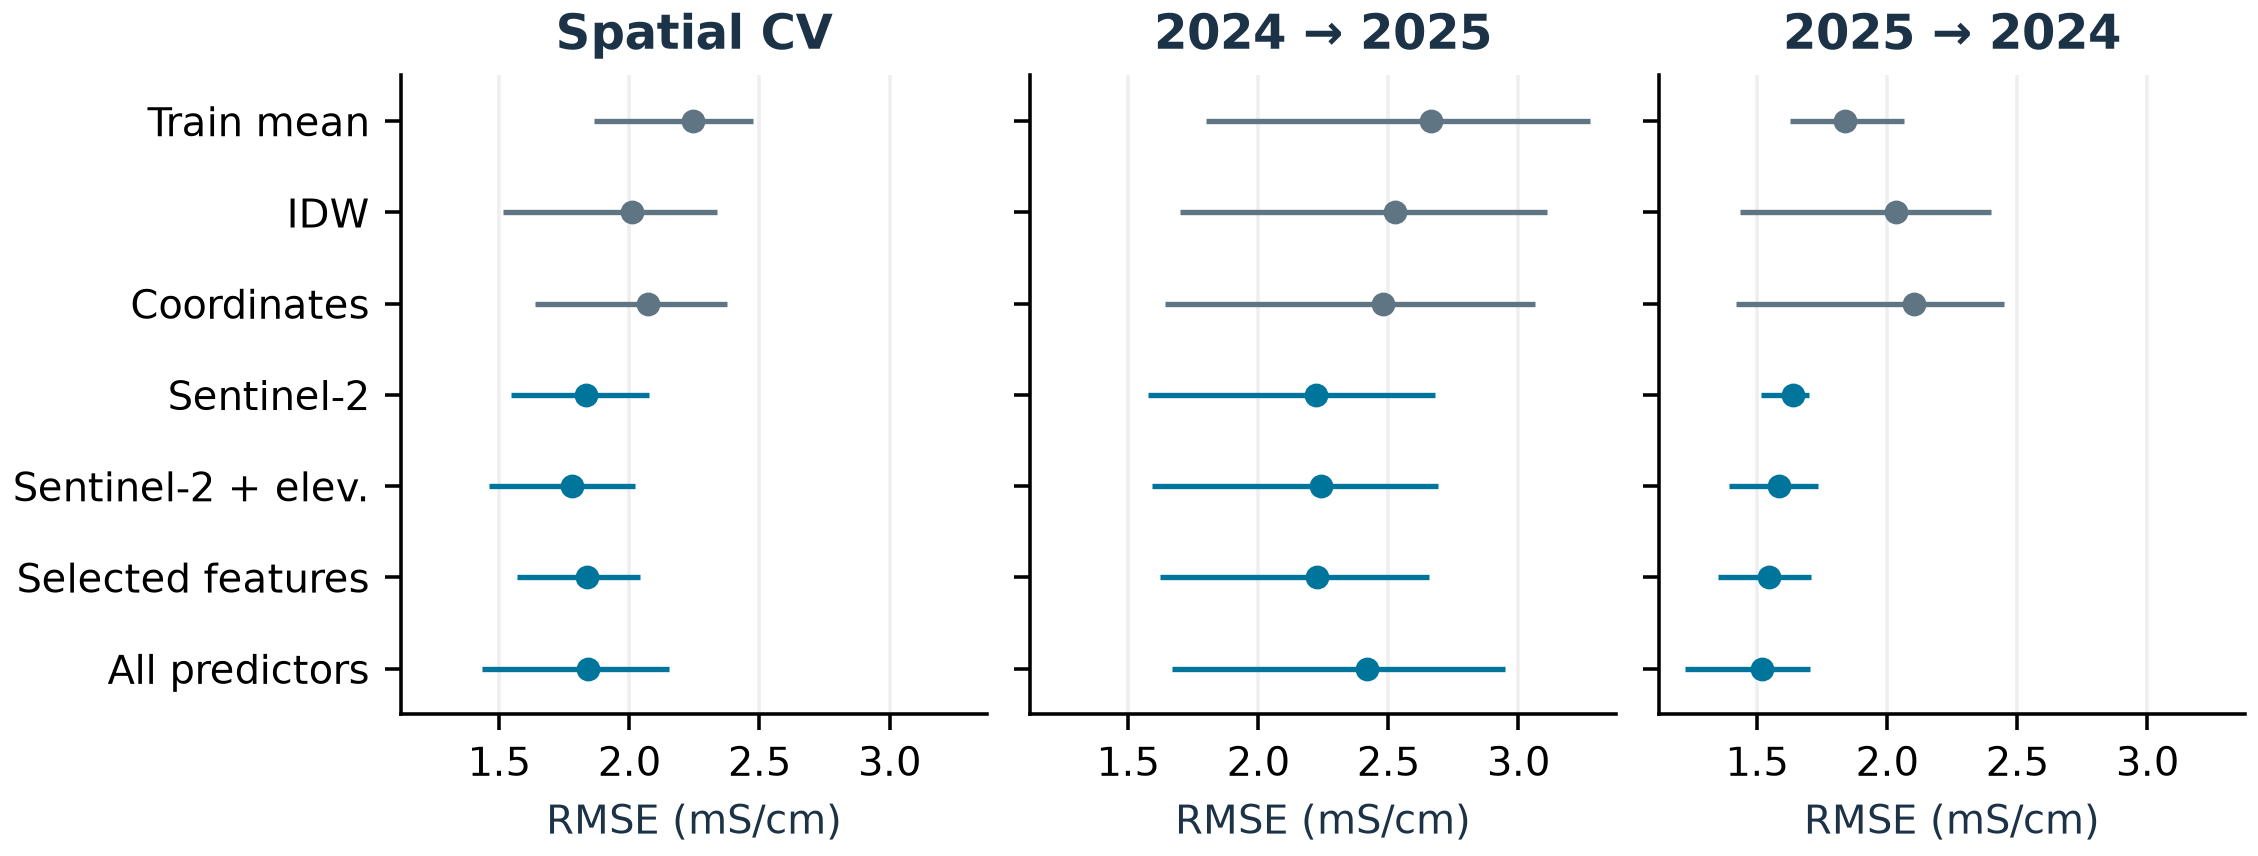 Spatial CV
2024 → 2025
2025 → 2024
Train mean
IDW
Coordinates
Sentinel-2
Sentinel-2 + elev.
Selected features
All predictors
1.5 2.0 2.5 3.0
1.5 2.0 2.5 3.0
1.5 2.0 2.5 3.0
RMSE (mS/cm)
RMSE (mS/cm)
RMSE (mS/cm)